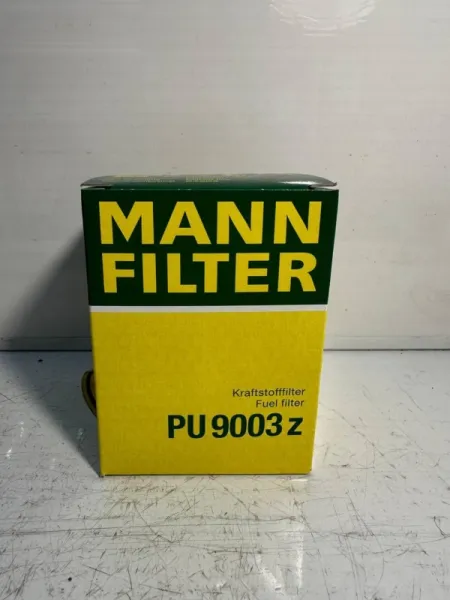 MANN
FILTER
Kraftstofffilter
Fuel filter
PU 9003 z